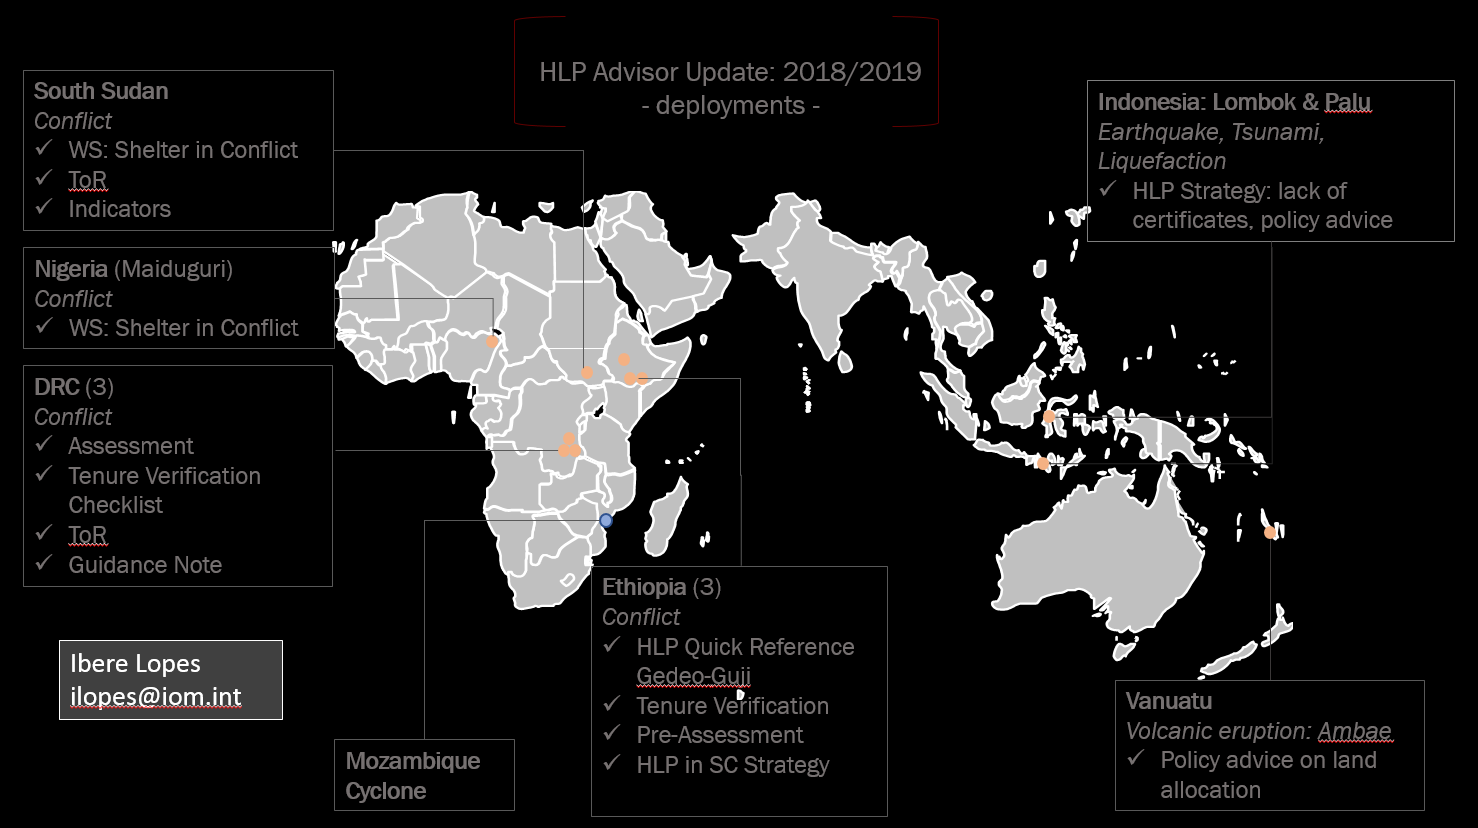 HLP Advisor Update: 2018/2019
- deployments -
South Sudan
Conflict
✓ WS: Shelter in Conflict
✓ ToR
✓ Indicators
Nigeria (Maiduguri)
Conflict
✓ WS: Shelter in Conflict
DRC (3)
Conflict
✓ Assessment
✓ Tenure Verification
Checklist
✓ ToR
✓ Guidance Note
Ibere Lopes
ilopes@iom.int
Mozambique
Cyclone
Ethiopia (3)
Conflict
✓ HLP Quick Reference
Gedeo-Guji
✓ Tenure Verification
✓ Pre-Assessment
✓ HLP in SC Strategy
Indonesia: Lombok & Palu
Earthquake, Tsunami,
Liquefaction
✓ HLP Strategy: lack of
certificates, policy advice
Vanuatu
Volcanic eruption: Ambae
✓ Policy advice on land
allocation